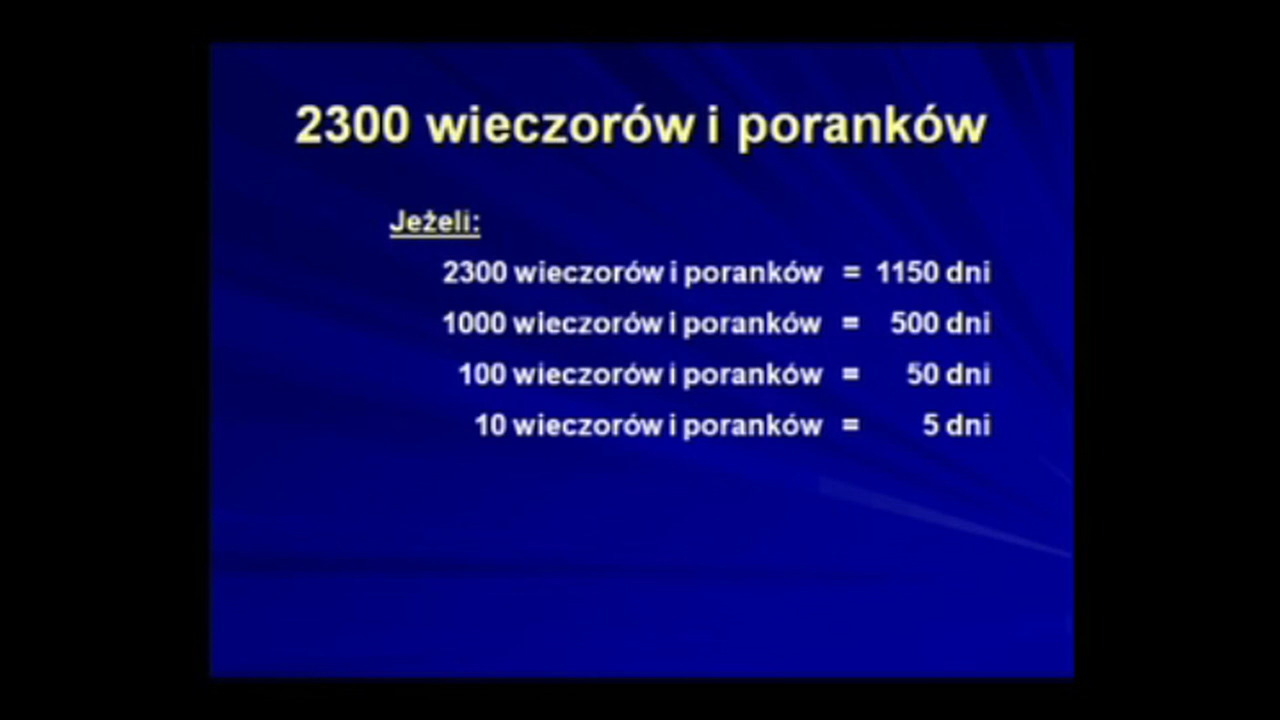 2300 wieczorów i poranków
Jeżeli:
2300 wieczorów i poranków = 1150 dni
1000 wieczorów i poranków = 500 dni
100 wieczorów i poranków = 50 dni
10 wieczorów i poranków = 5 dni